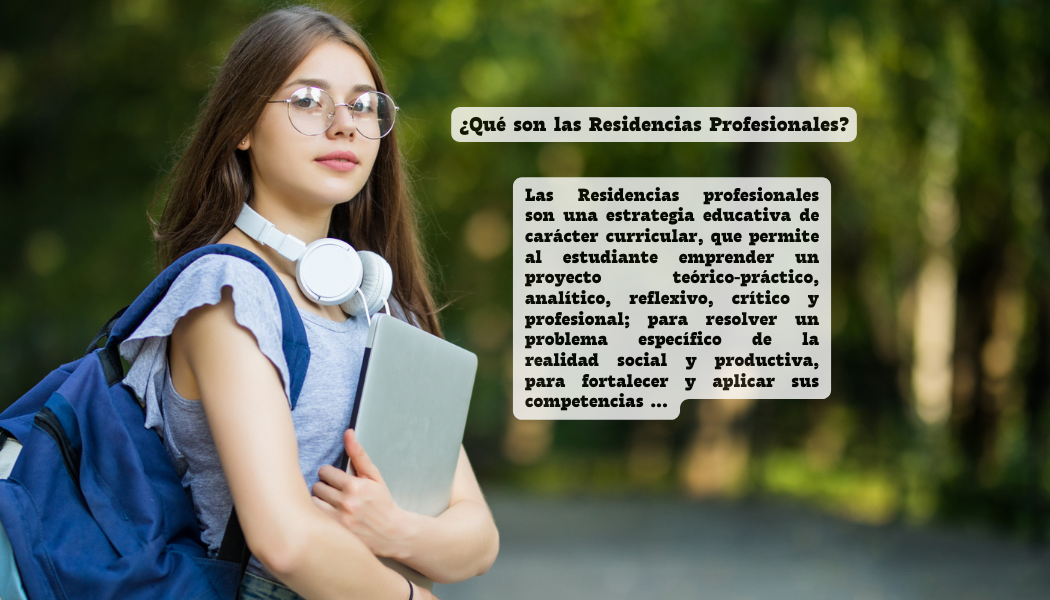 ¿Qué son las Residencias Profesionales?
Las Residencias profesionales
son una estrategia educativa de
carácter curricular, que permite
al estudiante emprender un
proyecto teórico-práctico,
analítico, reflexivo, crítico y
profesional; para resolver un
problema específico de la
realidad social y productiva,
para fortalecer y aplicar sus
competencias ...